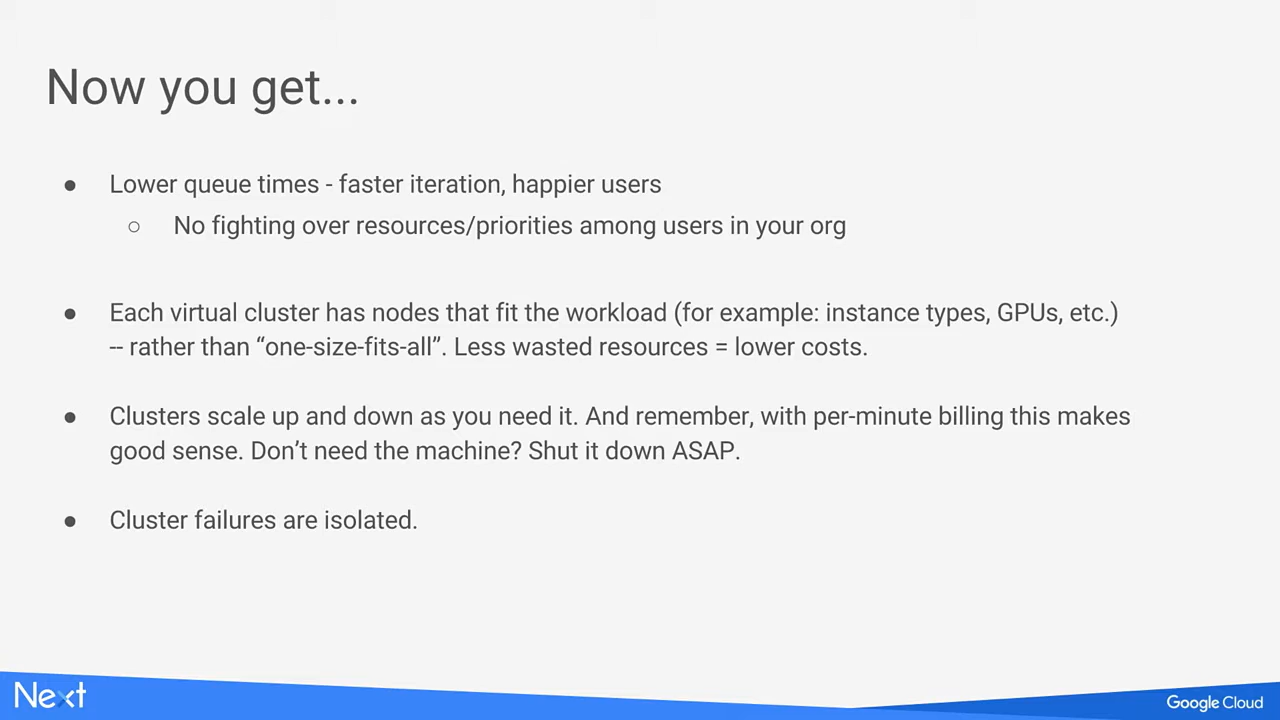 Now you get...
● Lower queue times - faster iteration, happier users
○ No fighting over resources/priorities among users in your org
● Each virtual cluster has nodes that fit the workload (for example: instance types, GPUs, etc.)
-- rather than “one-size-fits-all”. Less wasted resources = lower costs.
● Clusters scale up and down as you need it. And remember, with per-minute billing this makes
good sense. Don’t need the machine? Shut it down ASAP.
● Cluster failures are isolated.
Next
Google Cloud